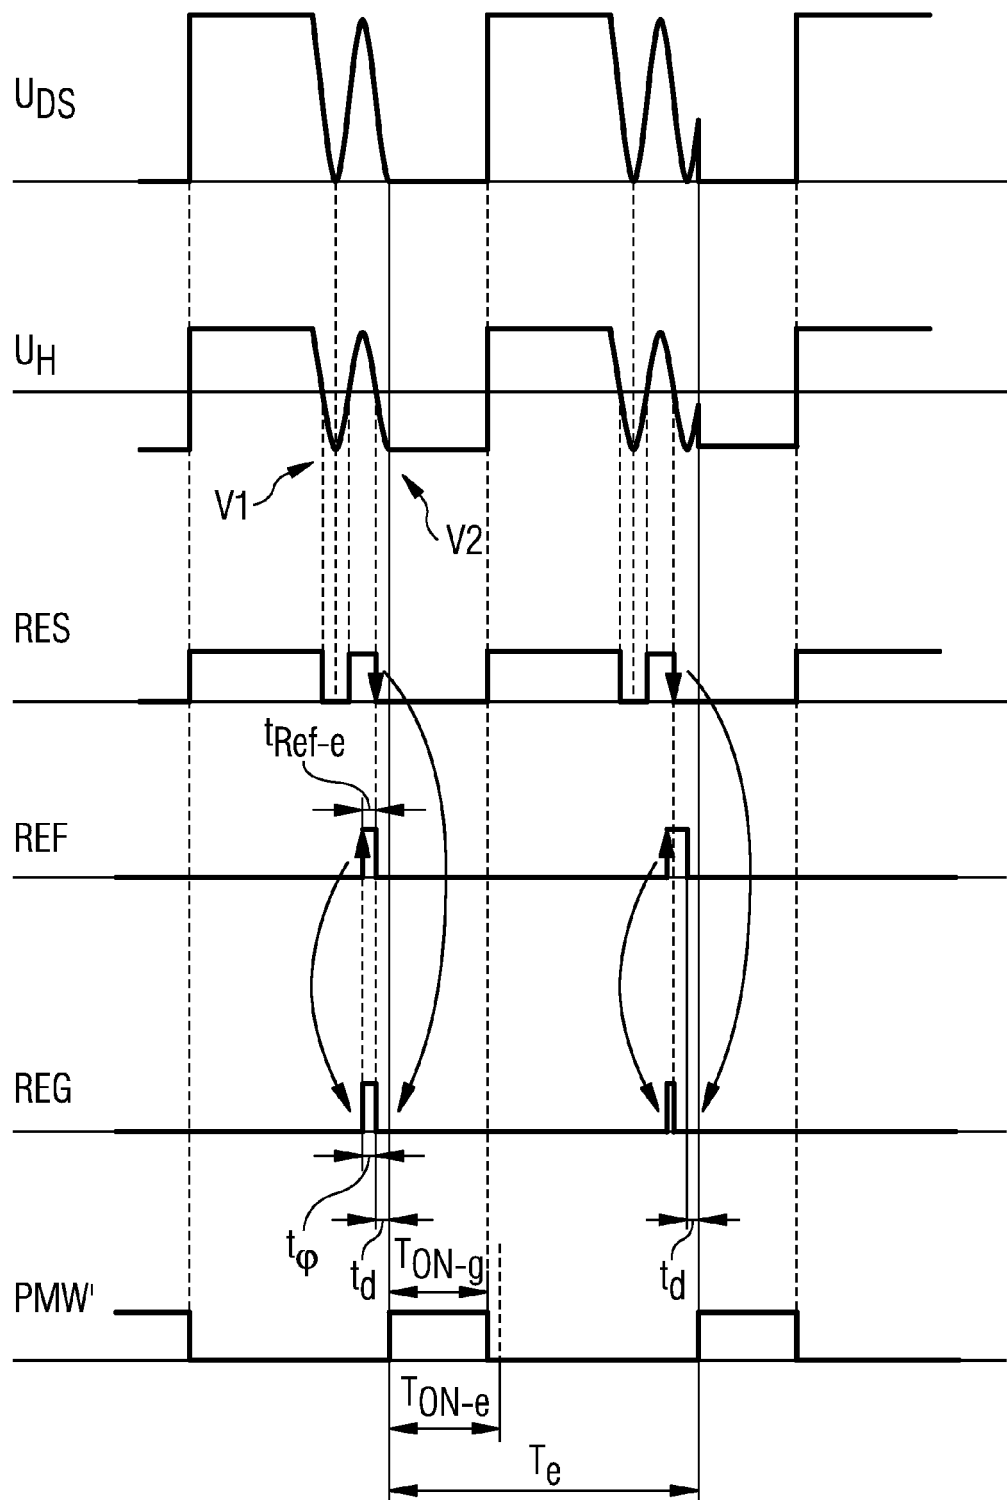 UDS
UH
V1
V2
RES
tRef-e
REF
REG
tφ
td
TON-g
td
PMW'
TON-e
Te